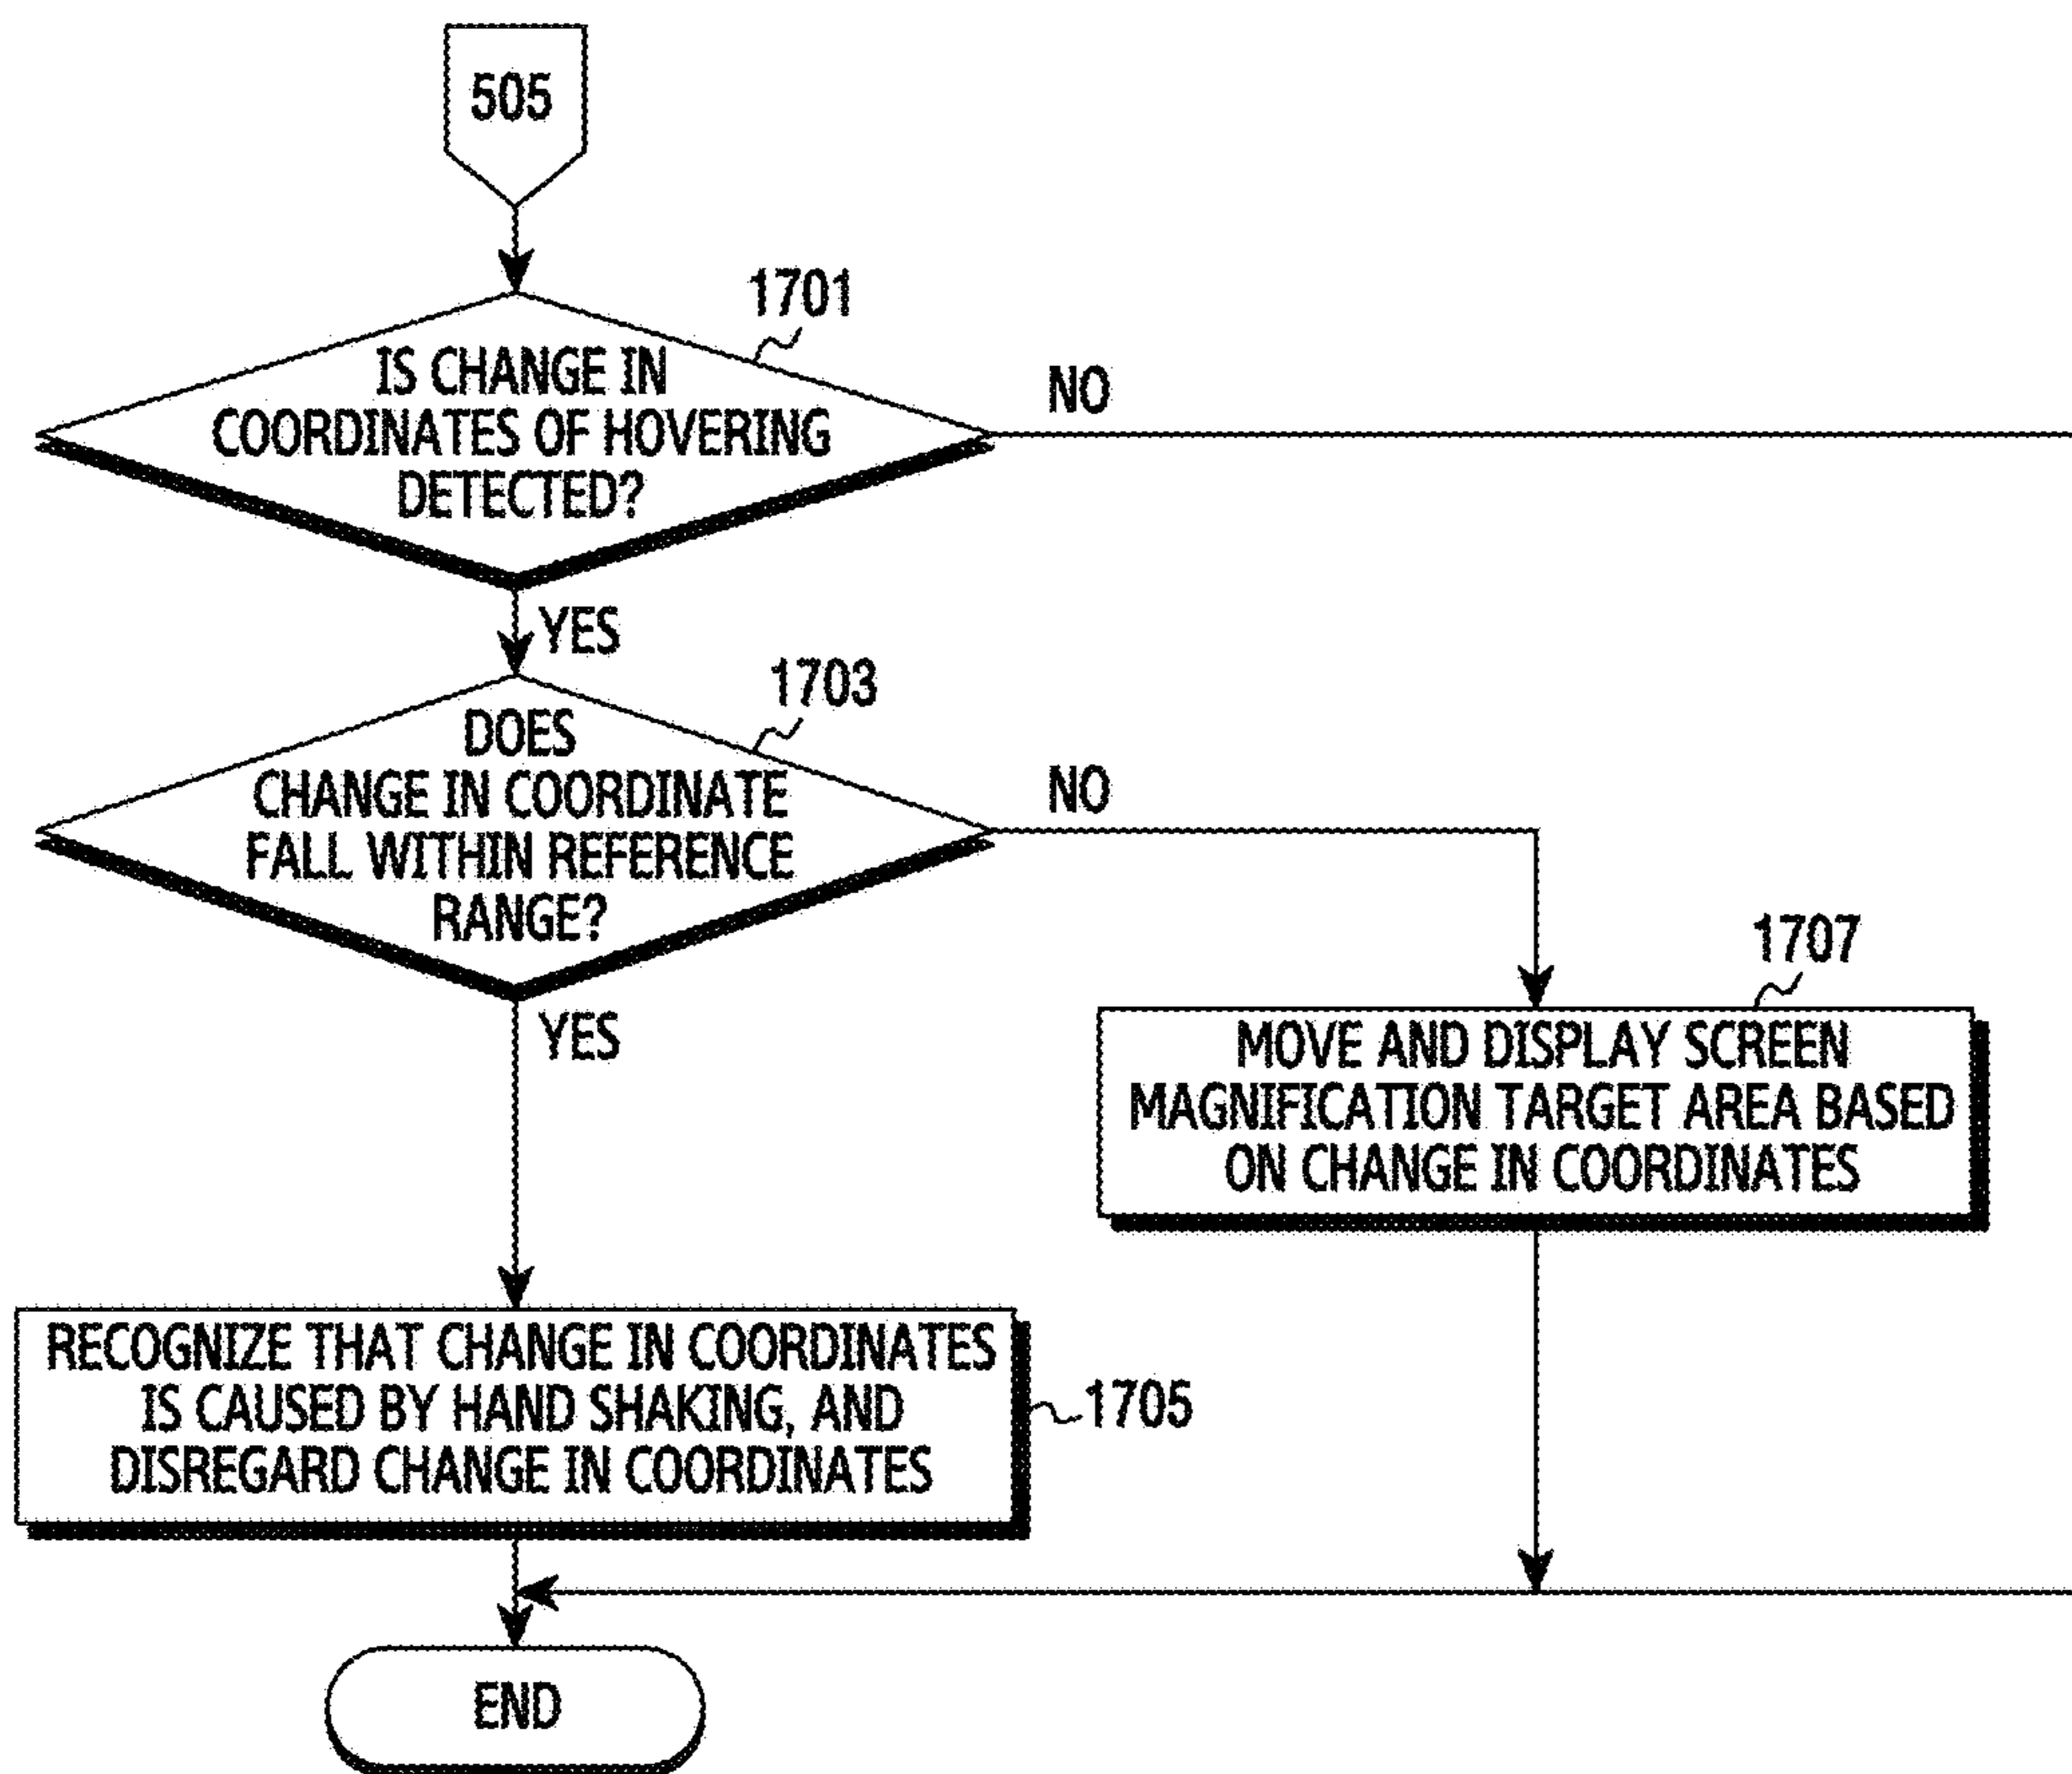 505
1701
IS CHANGE IN
COORDINATES OF HOVERING
DETECTED?
NO
YES
1703
DOES
CHANGE IN COORDINATE
FALL WITHIN REFERENCE
RANGE?
NO
YES
1707
MOVE AND DISPLAY SCREEN
MAGNIFICATION TARGET AREA BASED
ON CHANGE IN COORDINATES
RECOGNIZE THAT CHANGE IN COORDINATES
IS CAUSED BY HAND SHAKING, AND
DISREGARD CHANGE IN COORDINATES
1705
END